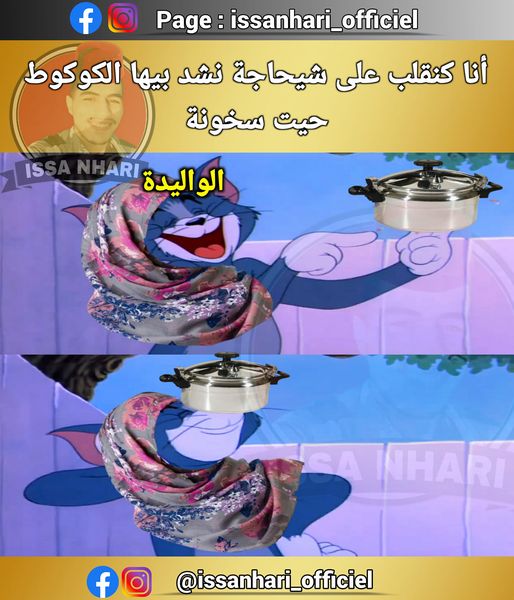 Page : issanhari_officiel
أنا كنقلب على شيحاجة نشد بيها الكوكوط
حيت سخونة
ISSA NHARI
الواليدة
ISSA NHARI
@issanhari_officiel